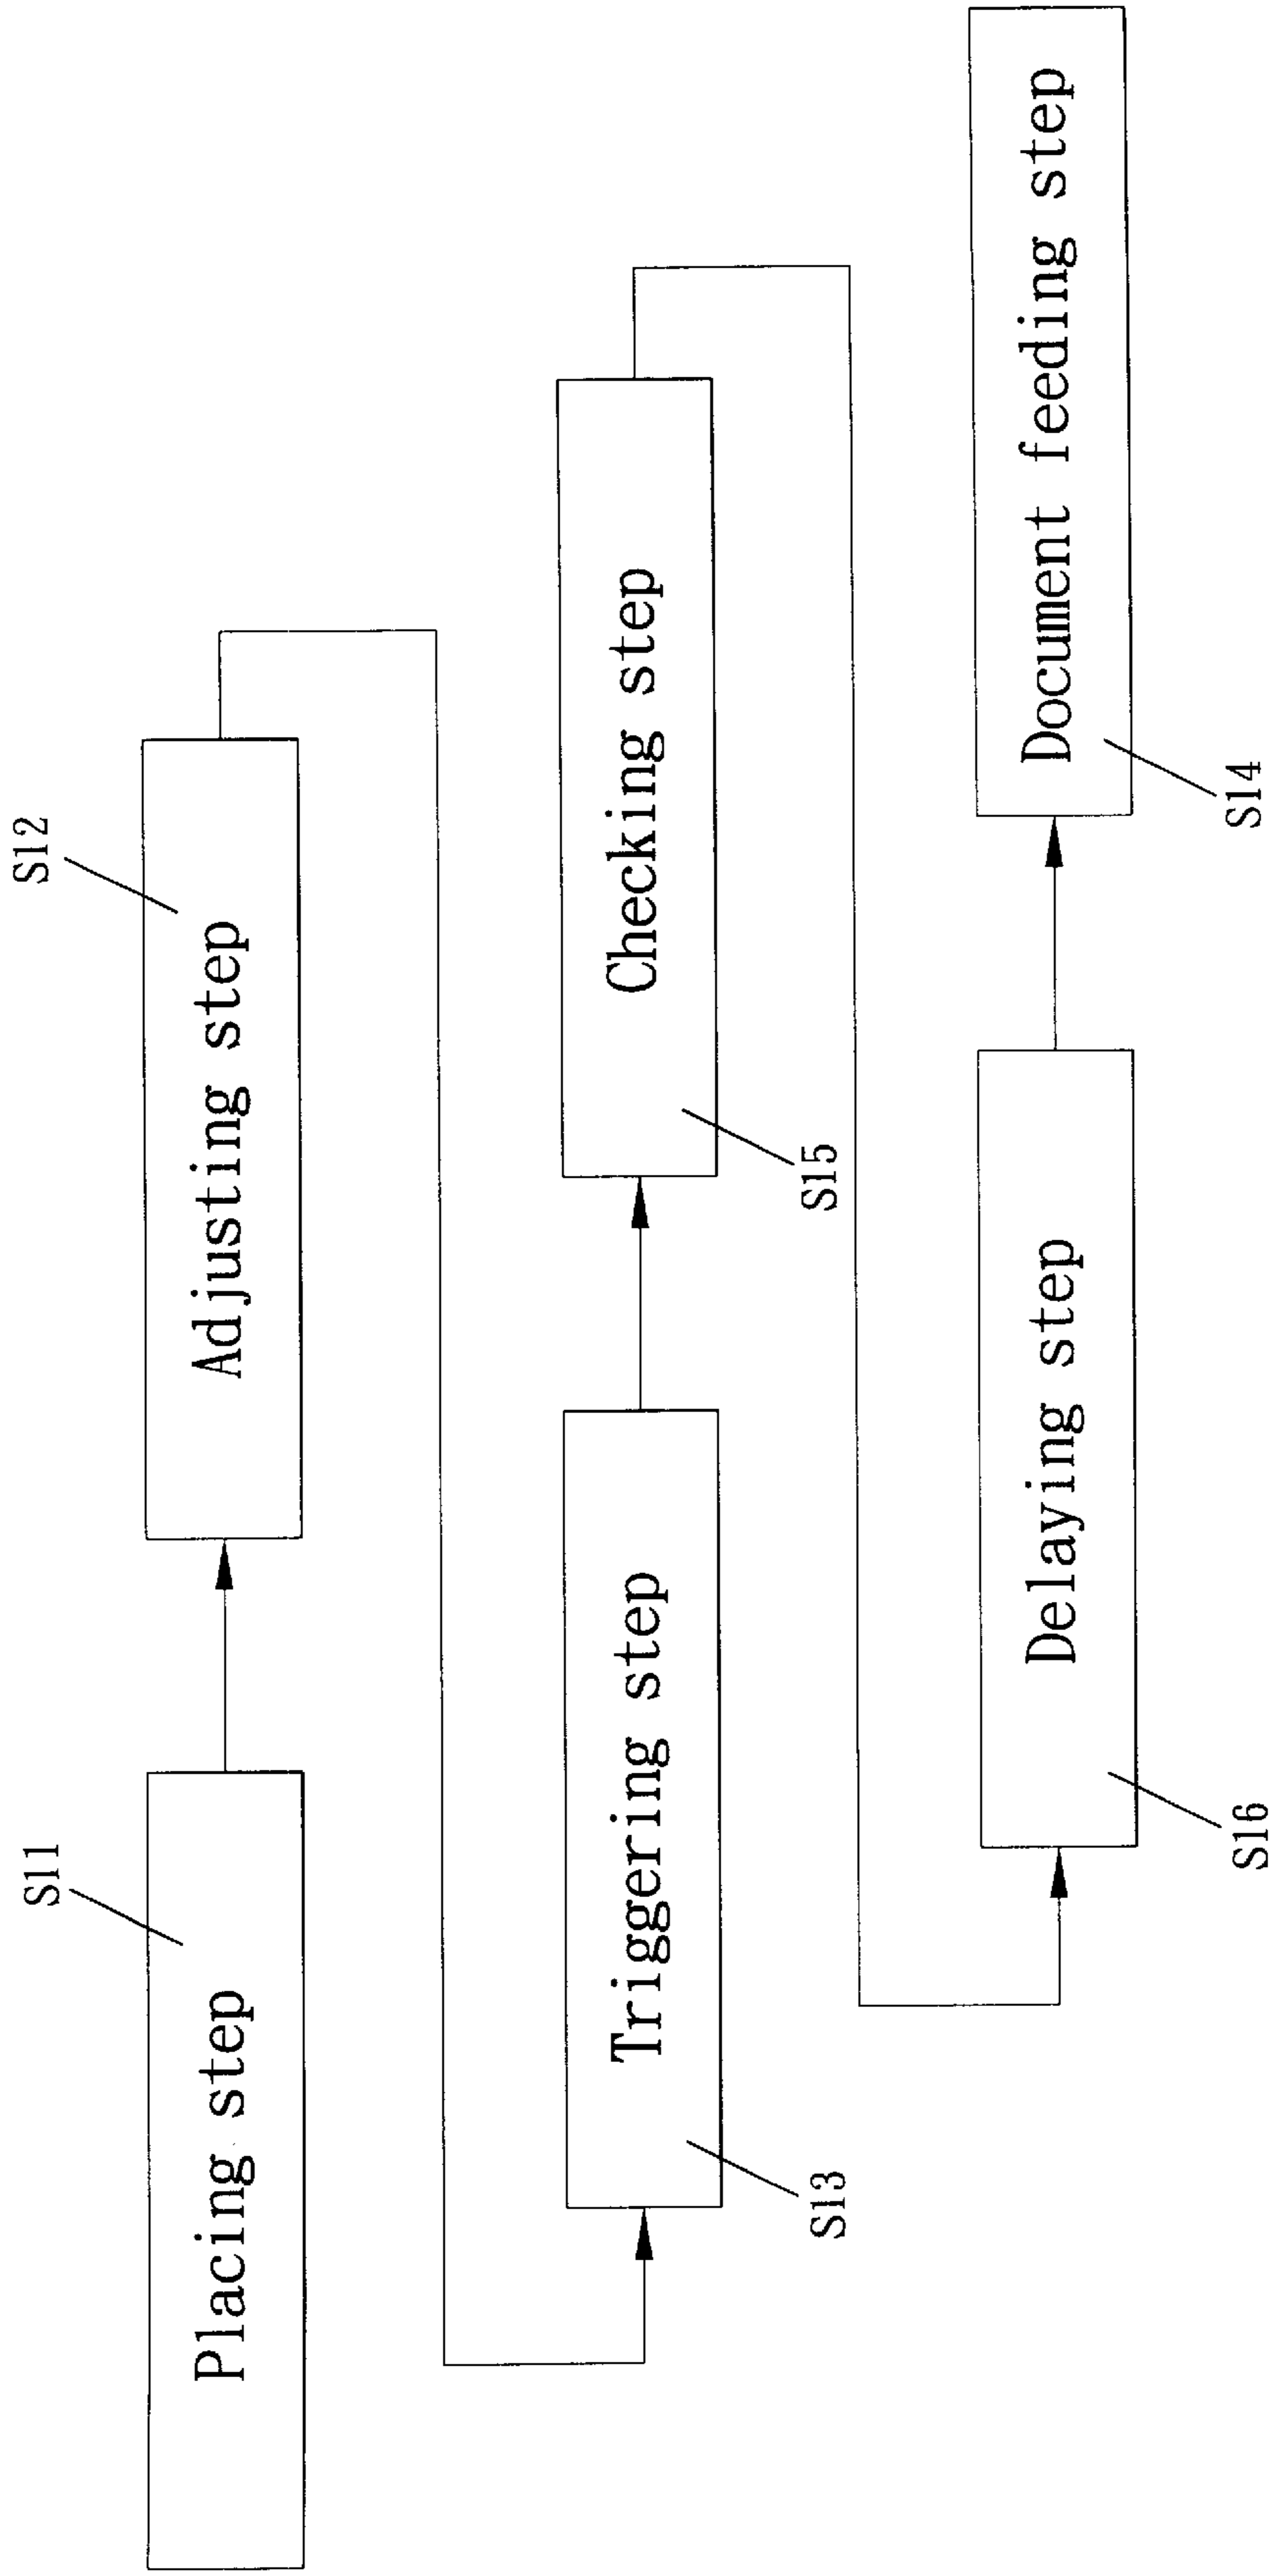 S11
Placing step
S12
Adjusting step
Triggering step
S13
Checking step
S15
Delaying step
S16
Document feeding step
S14